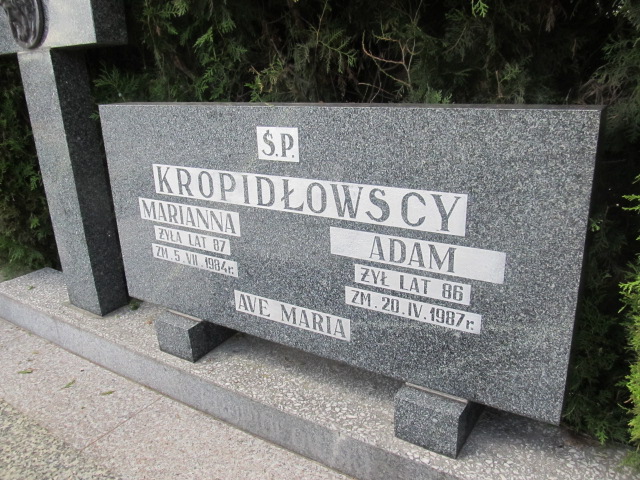 Ś.P.
KROPIDŁOWSCY
MARIANNA
ŻYŁA LAT 87
ZM. 5. VII. 1984r.
ADAM
ŻYŁ LAT 86
ZM. 20. IV. 1987r.
AVE MARIA